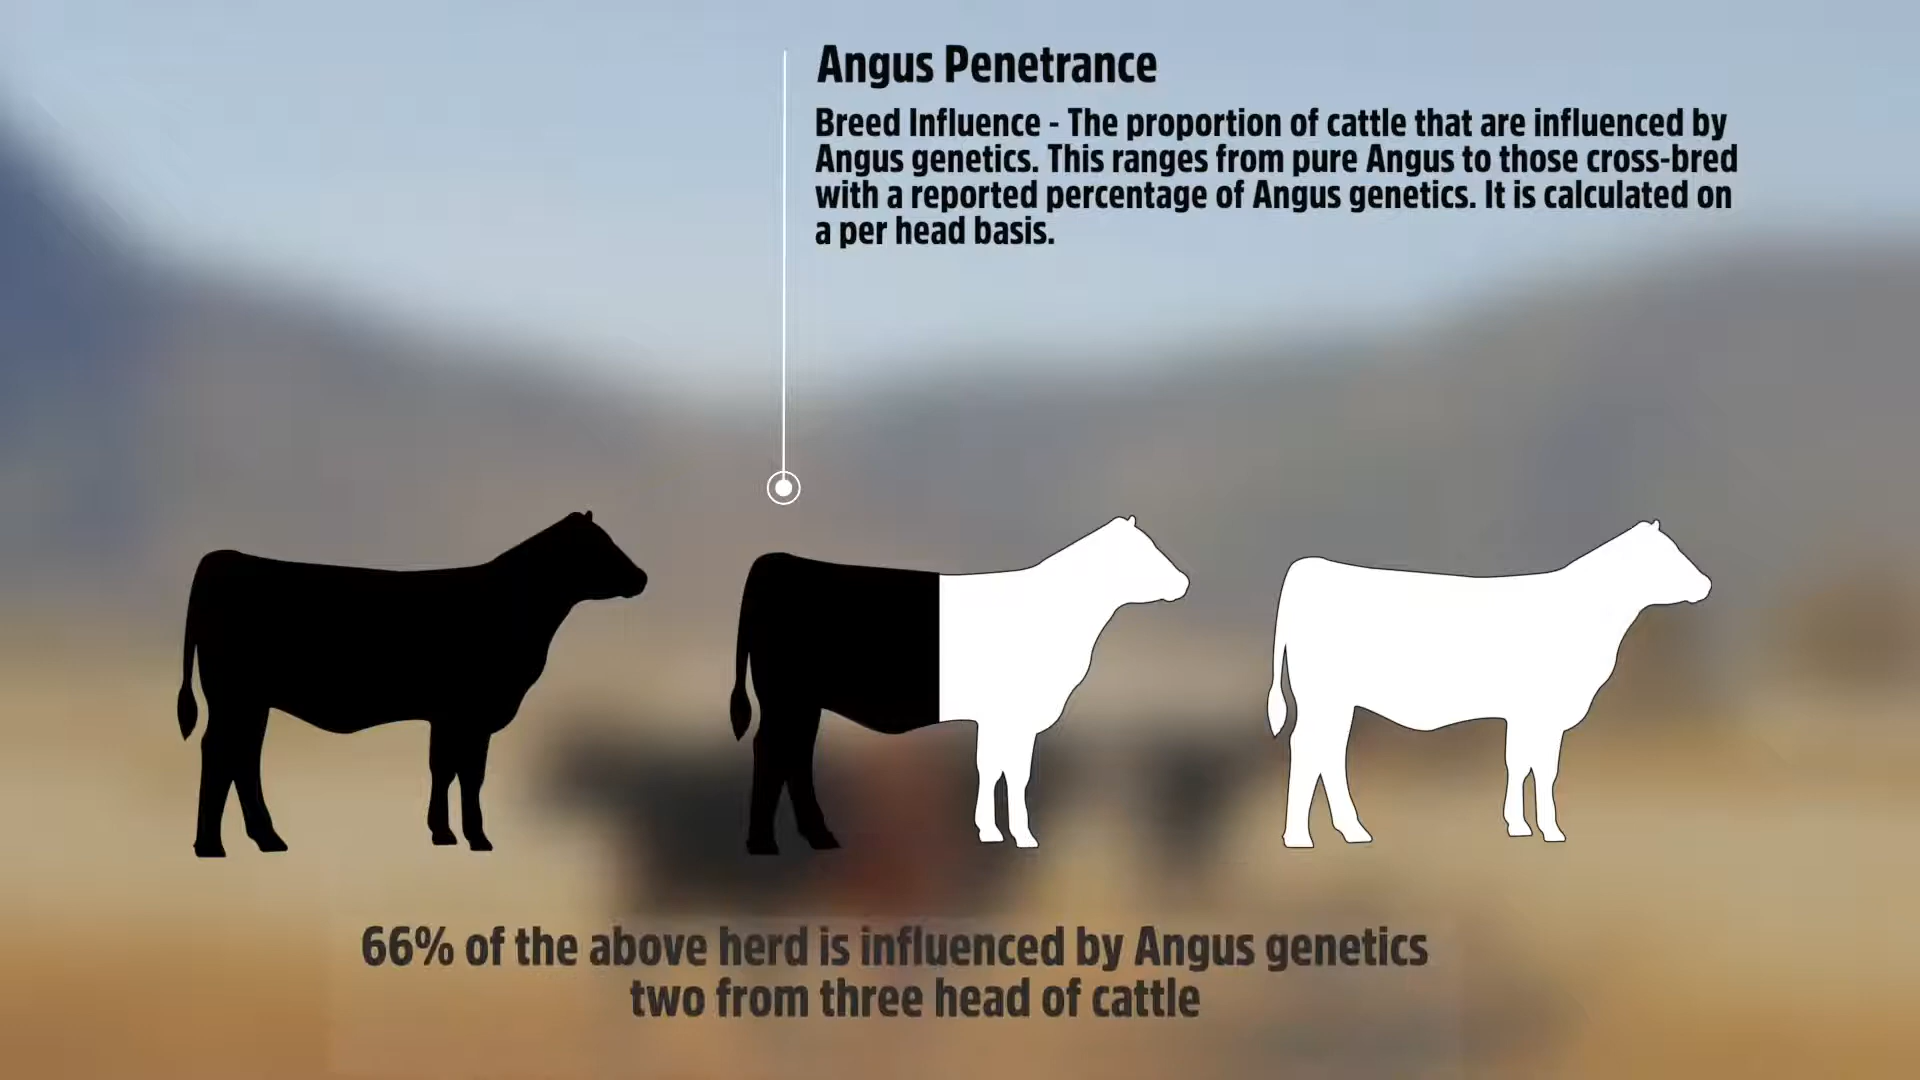 Angus Penetrance
Breed Influence - The proportion of cattle that are influenced by
Angus genetics. This ranges from pure Angus to those cross-bred
with a reported percentage of Angus genetics. It is calculated on
a per head basis.
66% of the above herd is influenced by Angus genetics
two from three head of cattle